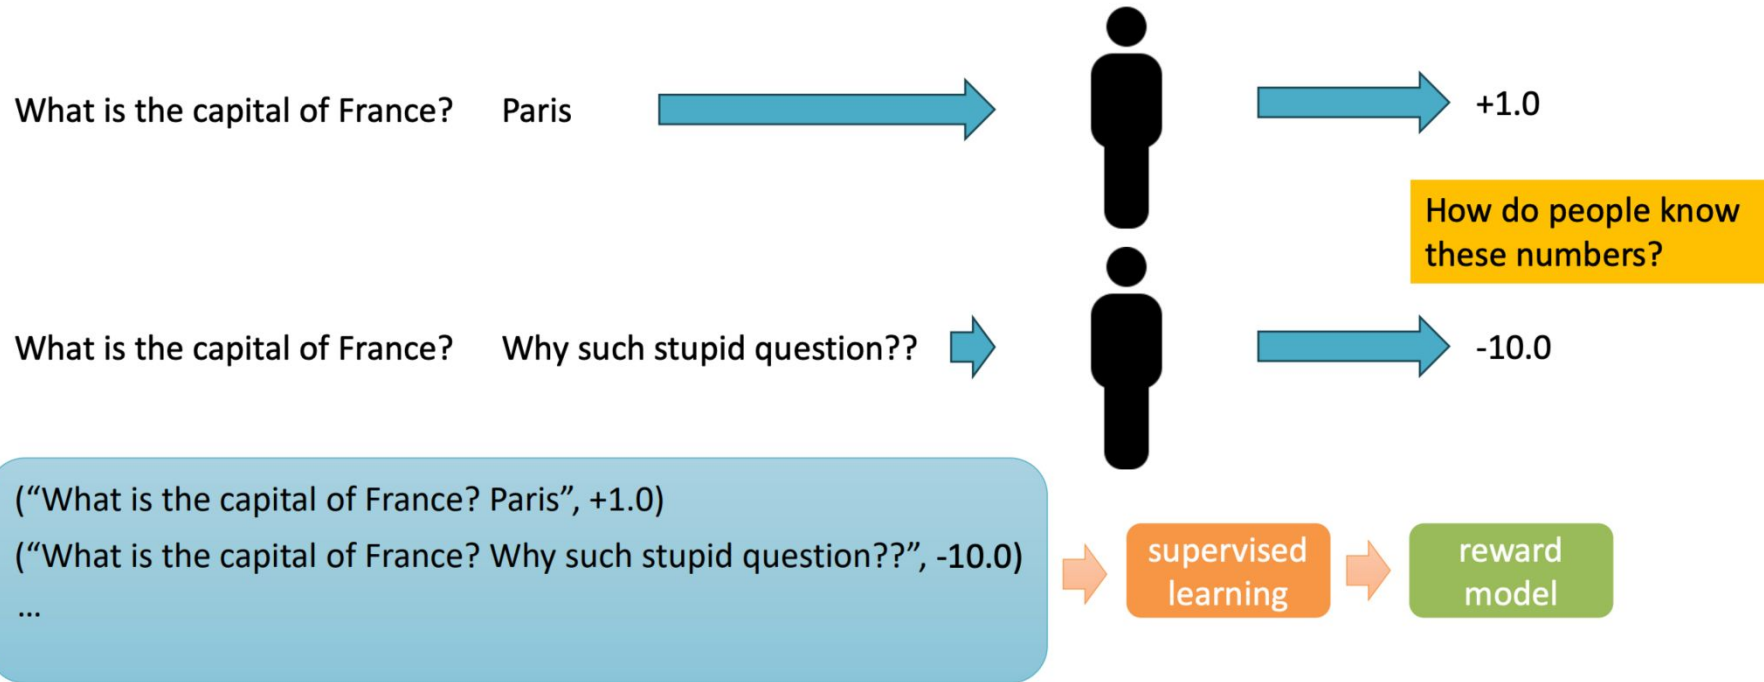 What is the capital of France? Paris +1.0
How do people know
these numbers?
What is the capital of France? Why such stupid question?? -10.0
(“What is the capital of France? Paris”, +1.0)
(“What is the capital of France? Why such stupid question??”, -10.0)
...
supervised
learning
reward
model